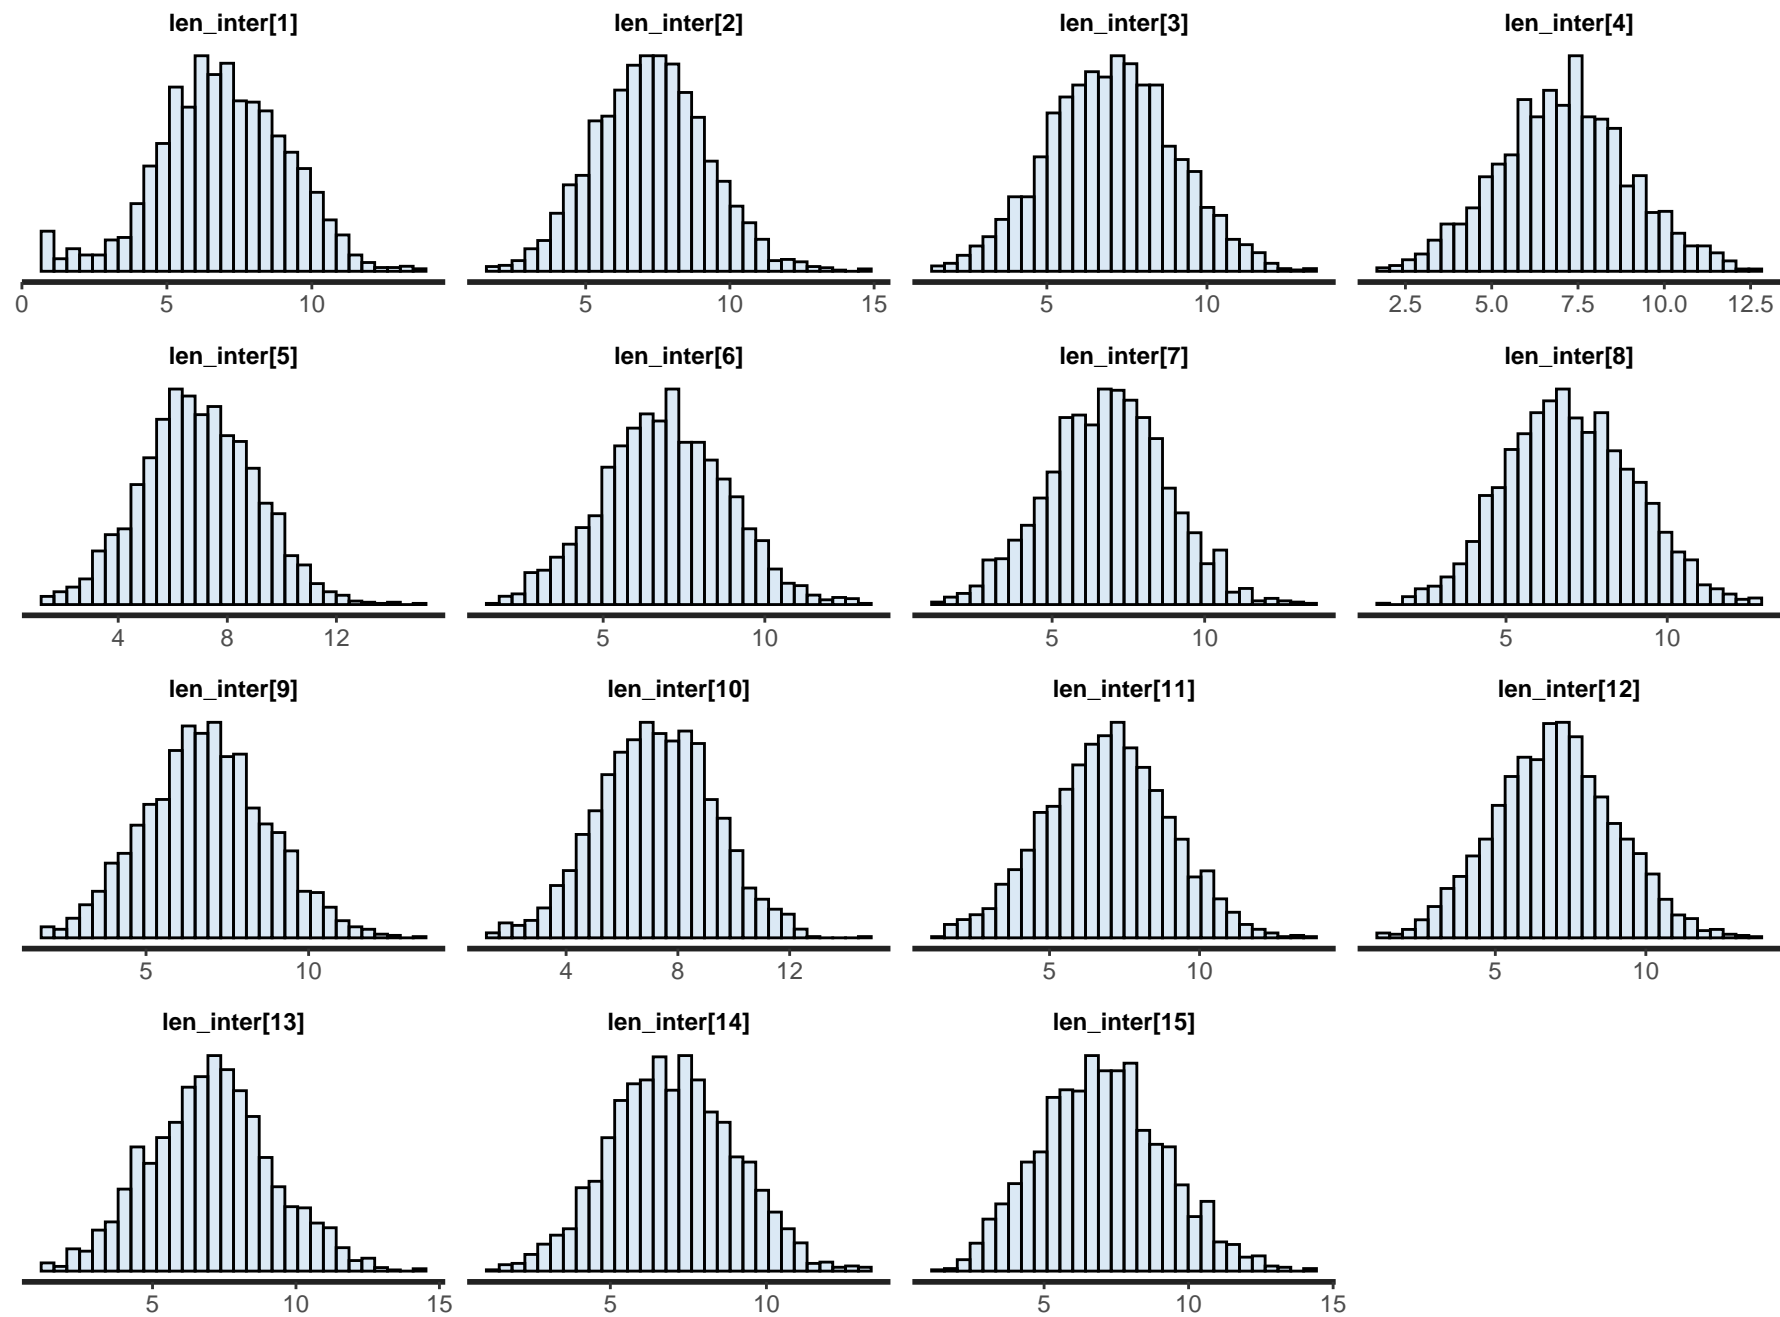 len_inter[1] len_inter[2] len_inter[3] len_inter[4]
0 5 10 5 10 15 5 10 2.5 5.0 7.5 10.0 12.5
len_inter[5] len_inter[6] len_inter[7] len_inter[8]
4 8 12 5 10 5 10 5 10
len_inter[9] len_inter[10] len_inter[11] len_inter[12]
5 10 4 8 12 5 10 5 10
len_inter[13] len_inter[14] len_inter[15]
5 10 15 5 10 5 10 15